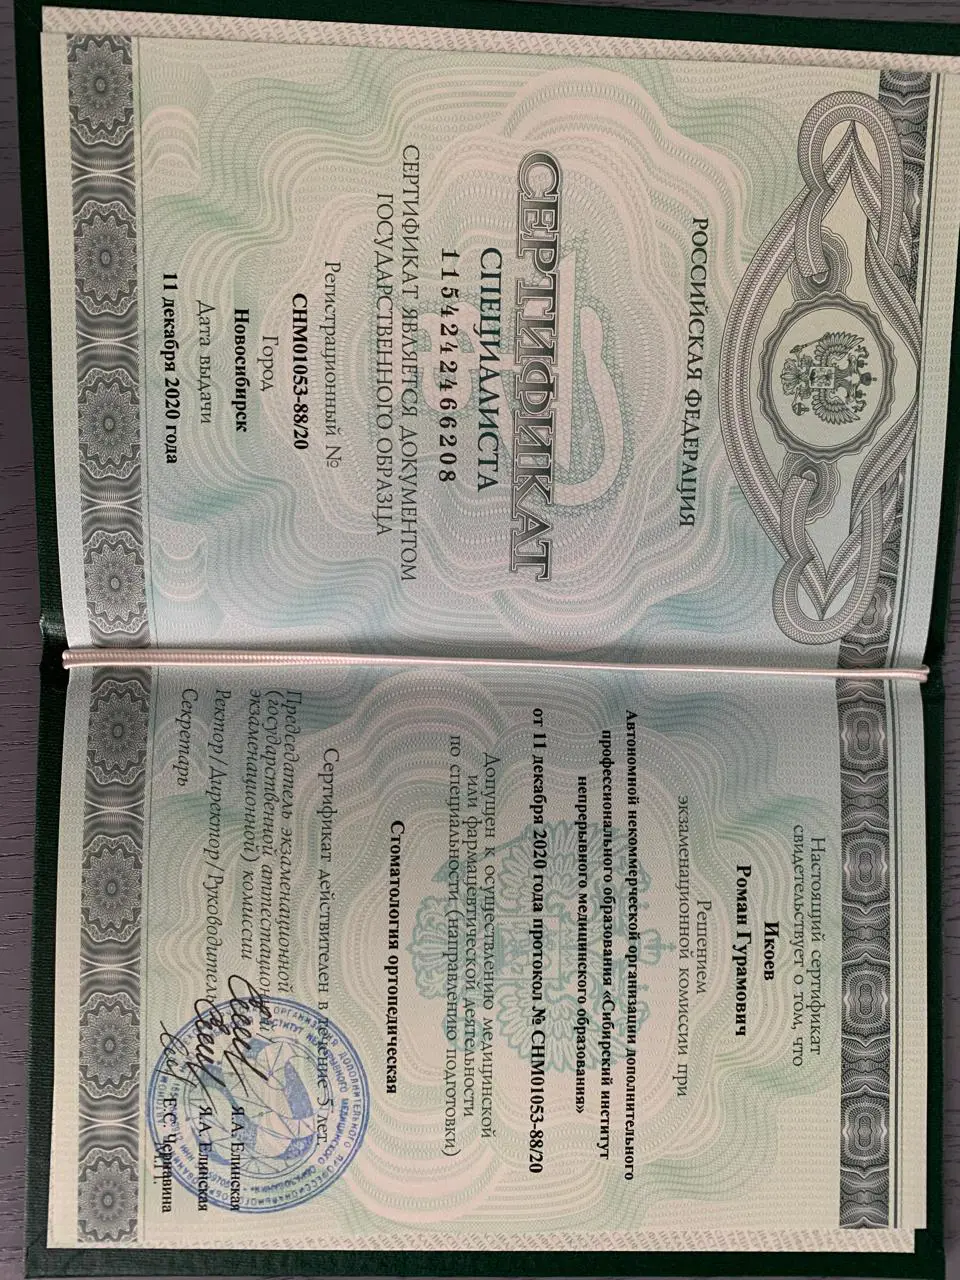 РОССИЙСКАЯ ФЕДЕРАЦИЯ
СЕРТИФИКАТ
СПЕЦИАЛИСТА
1154242466208
СЕРТИФИКАТ ЯВЛЯЕТСЯ ДОКУМЕНТОМ
ГОСУДАРСТВЕННОГО ОБРАЗЦА
Регистрационный №
СНМ01053-88/20
Город
Новосибирск
Дата выдачи
11 декабря 2020 года
Настоящий сертификат
свидетельствует о том, что
Икоев
Роман Гурамович
Решением
экзаменационной комиссии при
Автономной некоммерческой организации дополнительного
профессионального образования «Сибирский институт
непрерывного медицинского образования»
от 11 декабря 2020 года протокол № СНМ01053-88/20
Допущен к осуществлению медицинской
или фармацевтической деятельности
по специальности (направлению подготовки)
Стоматология ортопедическая
Сертификат действителен в течение 5 лет.
Председатель экзаменационной
(государственной аттестационной,
экзаменационной) комиссии Я.А. Елинская
Ректор/Директор/Руководитель Я.А. Елинская
Секретарь Е.С. Чернавина